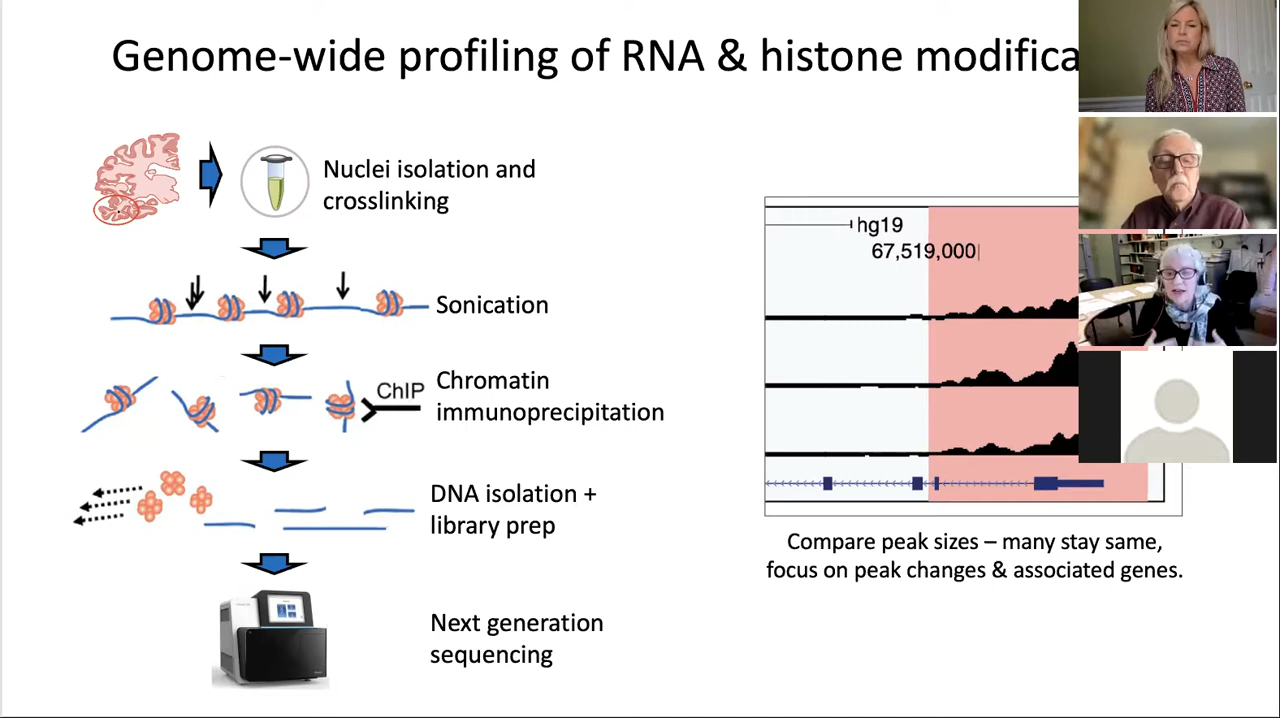 Genome-wide profiling of RNA & histone modifica
Nuclei isolation and
crosslinking
Sonication
ChIP
Chromatin
immunoprecipitation
DNA isolation +
library prep
Next generation
sequencing
hg19
67,519,000
Compare peak sizes – many stay same,
focus on peak changes & associated genes.